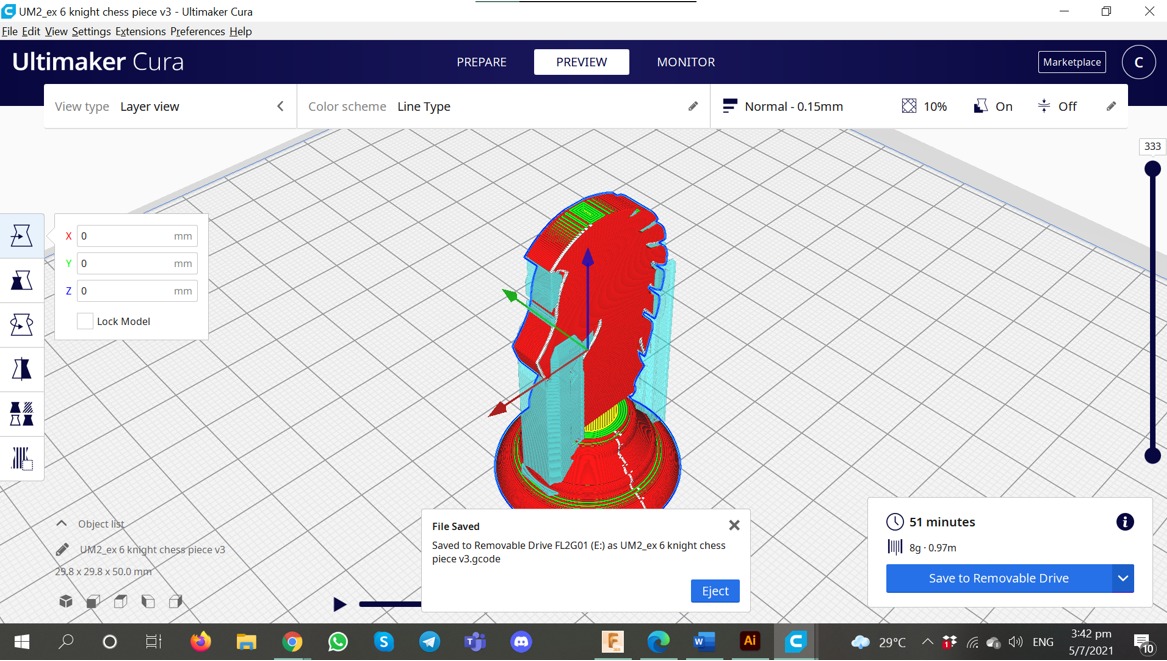 UM2_ex 6 knight chess piece v3 - Ultimaker Cura
File Edit View Settings Extensions Preferences Help
Ultimaker Cura
PREPARE
PREVIEW
MONITOR
Marketplace
C
View type Layer view
Color scheme Line Type
Normal - 0.15mm
10%
On
Off
333
X 0 mm
Y 0 mm
Z 0 mm
Lock Model
Object list
UM2_ex 6 knight chess piece v3
29.8 x 29.8 x 50.0 mm
File Saved
Saved to Removable Drive FL2G01 (E:) as UM2_ex 6 knight chess
piece v3.gcode
Eject
51 minutes
8g · 0.97m
Save to Removable Drive
29°C
ENG
3:42 pm
5/7/2021
10